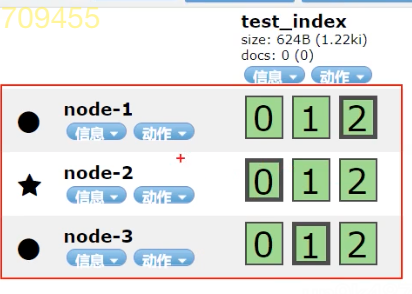 709455
test_index
size: 624B (1.22ki)
docs: 0 (0)
信息 动作
node-1
信息 动作
0 1 2
node-2
信息 动作
0 1 2
node-3
信息 动作
0 1 2